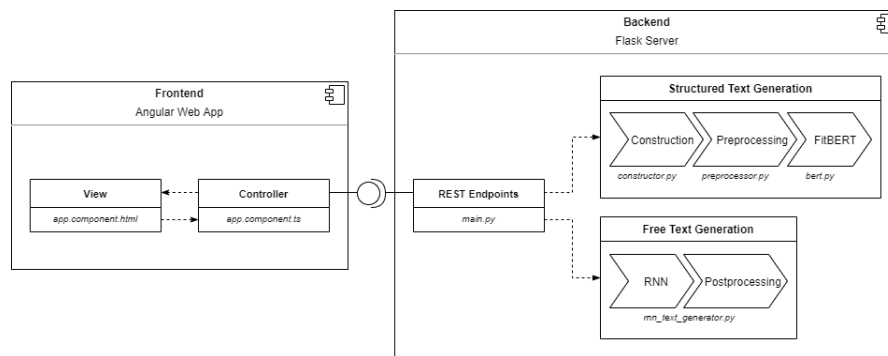 Backend
Flask Server
Frontend
Angular Web App
View
app.component.html
Controller
app.component.ts
REST Endpoints
main.py
Structured Text Generation
Construction
Preprocessing
FitBERT
constructor.py
preprocessor.py
bert.py
Free Text Generation
RNN
Postprocessing
rnn_text_generator.py